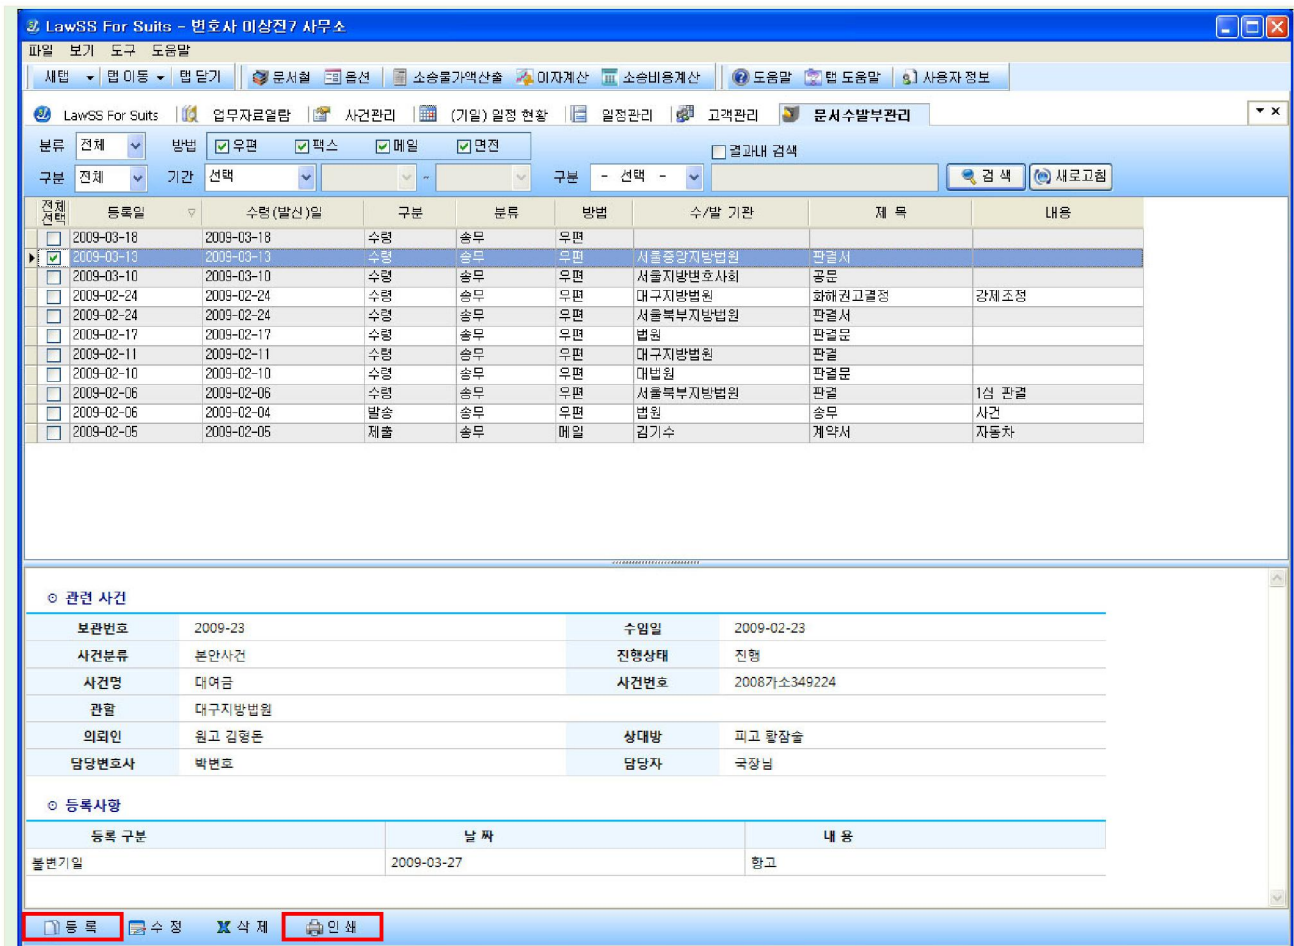 LawSS For Suits - 변호사 이상진7 사무소
파일 보기 도구 도움말
새탭 탭 이동 탭 닫기 문서철 옵션 소송물가액산출 이자계산 소송비용계산 도움말 탭 도움말 사용자 정보
LawSS For Suits 업무자료열람 사건관리 (기일) 일정 현황 일정관리 고객관리 문서수발부관리
분류 전체 방법 우편 팩스 메일 면전 결과내 검색
구분 전체 기간 선택 ~ 구분 - 선택 - 검 색 새로고침
전체선택 등록일 수령(발신)일 구분 분류 방법 수/발 기관 제 목 내용
2009-03-18 2009-03-18 수령 송무 우편
2009-03-13 2009-03-13 수령 송무 우편 서울중앙지방법원 판결서
2009-03-10 2009-03-10 수령 송무 우편 서울지방변호사회 공문
2009-02-24 2009-02-24 수령 송무 우편 대구지방법원 화해권고결정 강제조정
2009-02-24 2009-02-24 수령 송무 우편 서울북부지방법원 판결서
2009-02-17 2009-02-17 수령 송무 우편 법원 판결문
2009-02-11 2009-02-11 수령 송무 우편 대구지방법원 판결
2009-02-10 2009-02-10 수령 송무 우편 대법원 판결문
2009-02-06 2009-02-06 수령 송무 우편 서울북부지방법원 판결 1심 판결
2009-02-06 2009-02-04 발송 송무 우편 법원 송무 사건
2009-02-05 2009-02-05 제출 송무 메일 김기수 계약서 자동차
관련 사건
보관번호 2009-23 수임일 2009-02-23
사건분류 본안사건 진행상태 진행
사건명 대여금 사건번호 2008가소349224
관할 대구지방법원
의뢰인 원고 김형돈 상대방 피고 황잠술
담당변호사 박변호 담당자 국장님
등록사항
등록 구분 날 짜 내 용
불변기일 2009-03-27 항고
등 록 수 정 삭 제 인 쇄